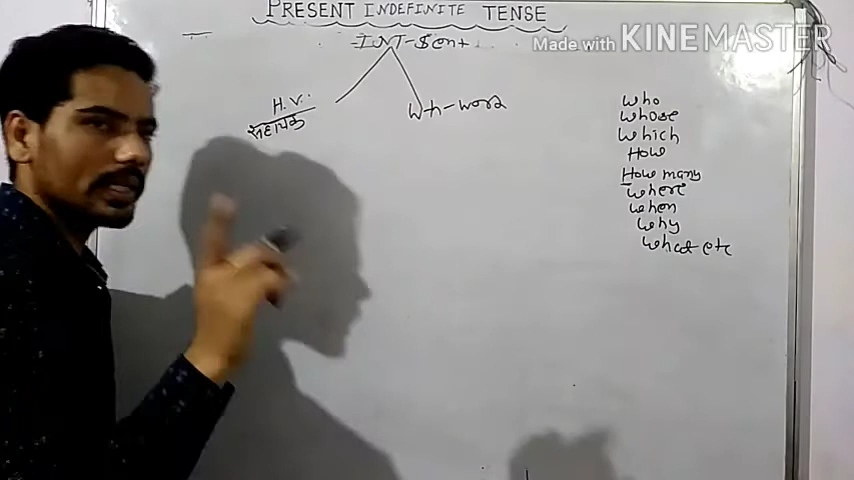 PRESENT INDEFINITE TENSE
INT-Sent.
Made with KINEMASTER
H.V.
सहायक
Wh-word
who
whose
which
How
How many
where
when
why
what etc